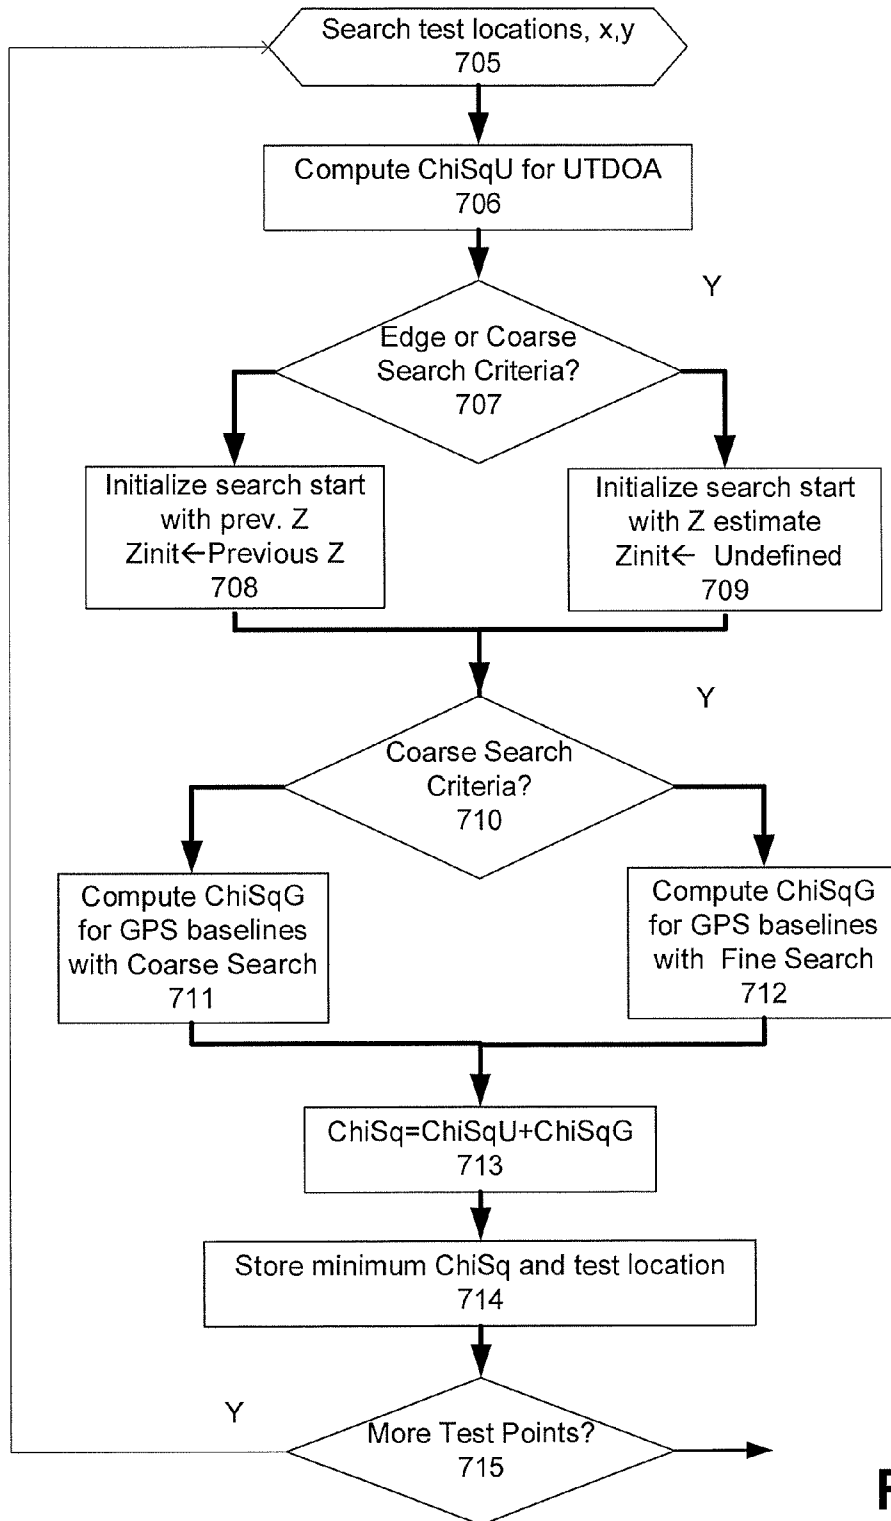 Search test locations, x,y
705
Compute ChiSqU for UTDOA
706
Y
Edge or Coarse
Search Criteria?
707
Initialize search start
with prev. Z
Zinit←Previous Z
708
Initialize search start
with Z estimate
Zinit← Undefined
709
Y
Coarse Search
Criteria?
710
Compute ChiSqG
for GPS baselines
with Coarse Search
711
Compute ChiSqG
for GPS baselines
with Fine Search
712
ChiSq=ChiSqU+ChiSqG
713
Store minimum ChiSq and test location
714
Y
More Test Points?
715